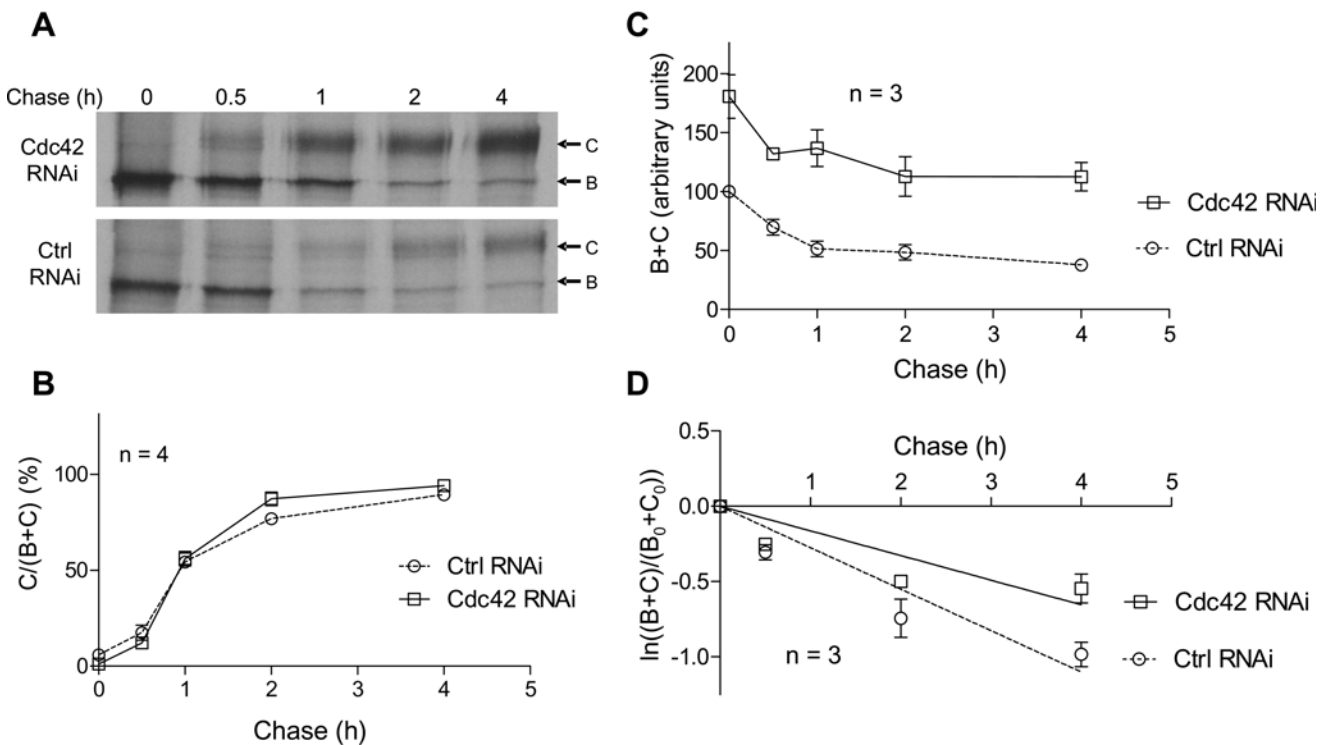 A
Chase (h) 0 0.5 1 2 4
Cdc42
RNAi
C
B
Ctrl
RNAi
C
B
B
C/(B+C) (%)
100
50
0
n = 4
Ctrl RNAi
Cdc42 RNAi
0 1 2 3 4 5
Chase (h)
C
B+C (arbitrary units)
200
150
100
50
0
n = 3
Cdc42 RNAi
Ctrl RNAi
0 1 2 3 4 5
Chase (h)
D
Chase (h)
1 2 3 4 5
ln((B+C)/(B₀+C₀))
0.5
0.0
-0.5
-1.0
n = 3
Cdc42 RNAi
Ctrl RNAi